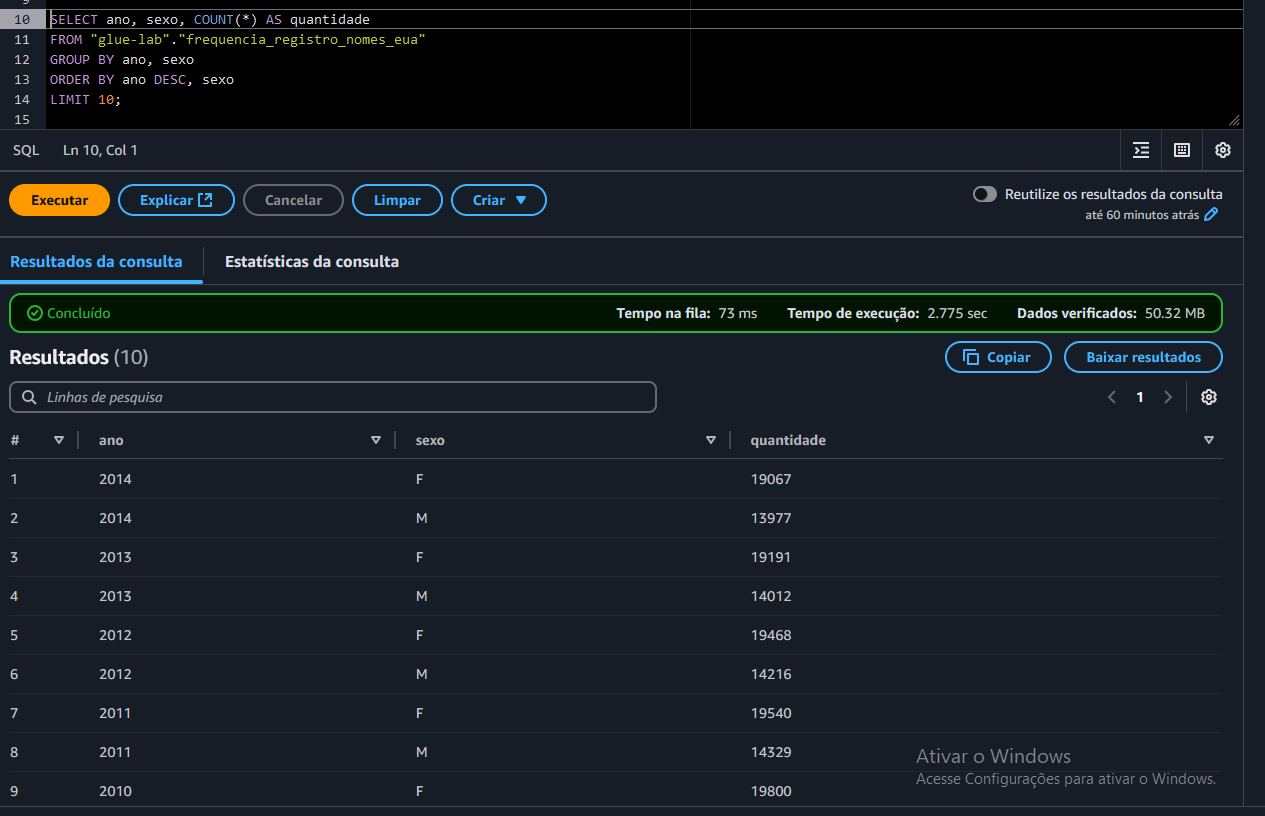 9
10 SELECT ano, sexo, COUNT(*) AS quantidade
11 FROM "glue-lab"."frequencia_registro_nomes_eua"
12 GROUP BY ano, sexo
13 ORDER BY ano DESC, sexo
14 LIMIT 10;
15
SQL Ln 10, Col 1
Executar Explicar Cancelar Limpar Criar
Reutilize os resultados da consulta
até 60 minutos atrás
Resultados da consulta Estatísticas da consulta
Concluído Tempo na fila: 73 ms Tempo de execução: 2.775 sec Dados verificados: 50.32 MB
Resultados (10) Copiar Baixar resultados
Linhas de pesquisa 1
# ano sexo quantidade
1 2014 F 19067
2 2014 M 13977
3 2013 F 19191
4 2013 M 14012
5 2012 F 19468
6 2012 M 14216
7 2011 F 19540
8 2011 M 14329
9 2010 F 19800
Ativar o Windows
Acesse Configurações para ativar o Windows.